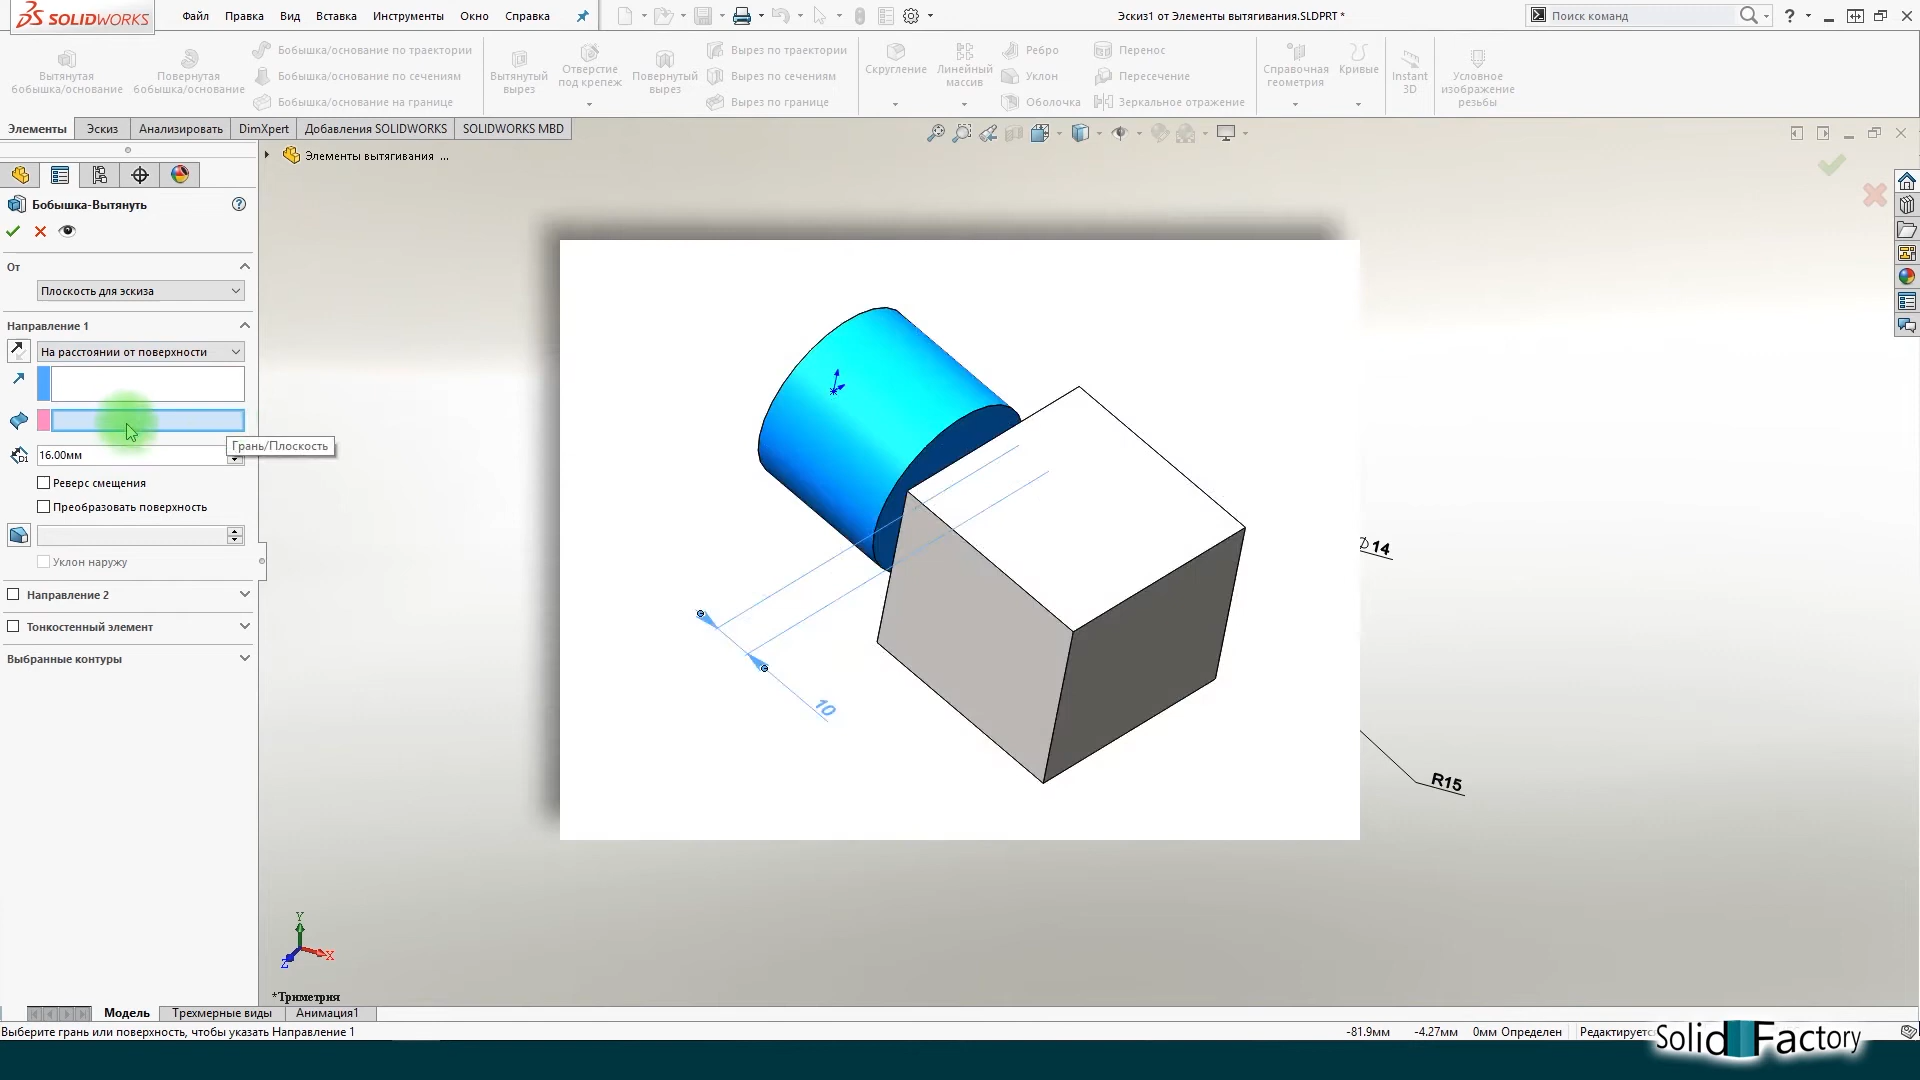 SOLIDWORKS
Файл Правка Вид Вставка Инструменты Окно Справка
Эскиз1 от Элементы вытягивания.SLDPRT *
Поиск команд
Вытянутая бобышка/основание
Повернутая бобышка/основание
Бобышка/основание по траектории
Бобышка/основание по сечениям
Бобышка/основание на границе
Вытянутый вырез
Отверстие под крепеж
Повернутый вырез
Вырез по траектории
Вырез по сечениям
Вырез по границе
Скругление
Линейный массив
Ребро
Уклон
Оболочка
Перенос
Пересечение
Зеркальное отражение
Справочная геометрия
Кривые
Instant 3D
Условное изображение резьбы
Элементы Эскиз Анализировать DimXpert Добавления SOLIDWORKS SOLIDWORKS MBD
Элементы вытягивания ...
Бобышка-Вытянуть
От
Плоскость для эскиза
Направление 1
На расстоянии от поверхности
Грань/Плоскость
D1
16.00мм
Реверс смещения
Преобразовать поверхность
Уклон наружу
Направление 2
Тонкостенный элемент
Выбранные контуры
10
14
R15
Y
X
Z
*Триметрия
Модель Трехмерные виды Анимация1
Выберите грань или поверхность, чтобы указать Направление 1
-81.9мм -4.27мм 0мм Определен Редактируетс
Solid Factory